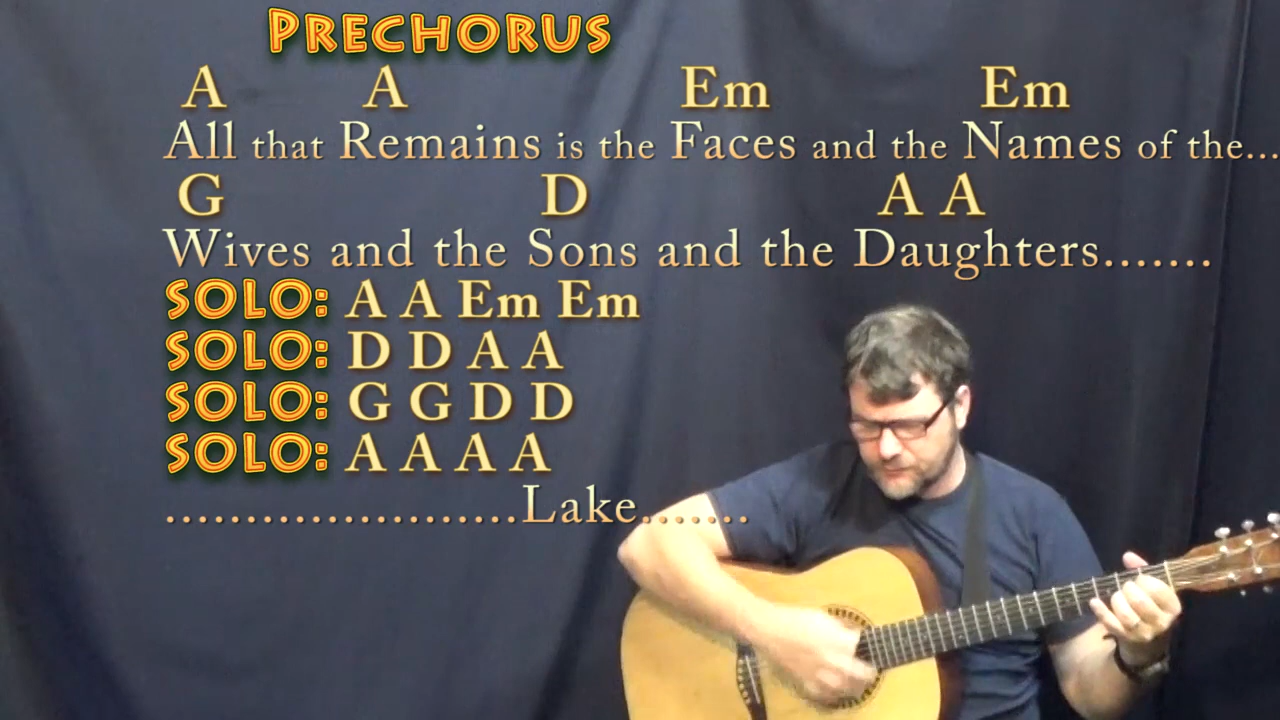 PRECHORUS
A A Em Em
All that Remains is the Faces and the Names of the...
G D A A
Wives and the Sons and the Daughters.......
SOLO: A A Em Em
SOLO: D D A A
SOLO: G G D D
SOLO: A A A A
......................Lake.......